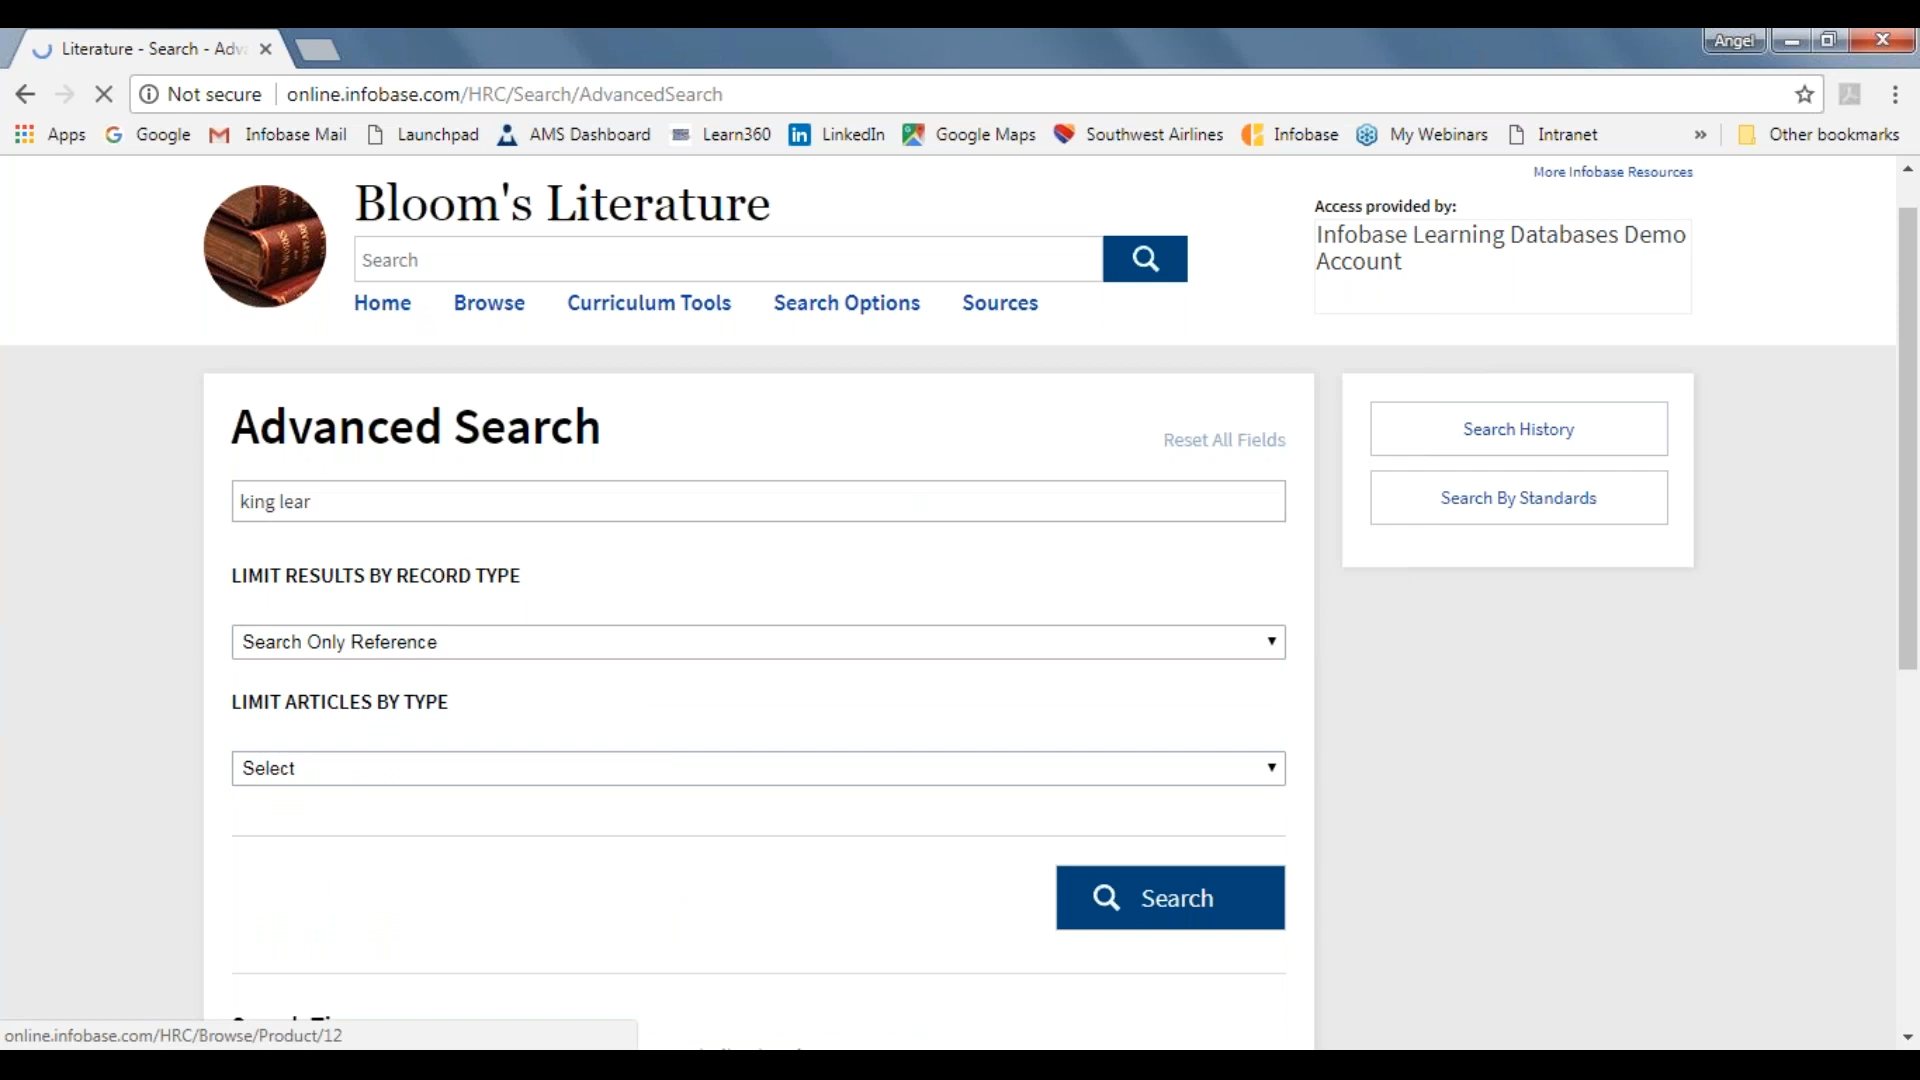 Literature - Search - Adv
Angel
Not secure
online.infobase.com/HRC/Search/AdvancedSearch
Apps Google Infobase Mail Launchpad AMS Dashboard Learn360 LinkedIn Google Maps Southwest Airlines Infobase My Webinars Intranet » Other bookmarks
More Infobase Resources
Bloom's Literature
Access provided by:
Infobase Learning Databases Demo
Account
Search
Home Browse Curriculum Tools Search Options Sources
Advanced Search
Reset All Fields
Search History
king lear
Search By Standards
LIMIT RESULTS BY RECORD TYPE
Search Only Reference
LIMIT ARTICLES BY TYPE
Select
Search
online.infobase.com/HRC/Browse/Product/12